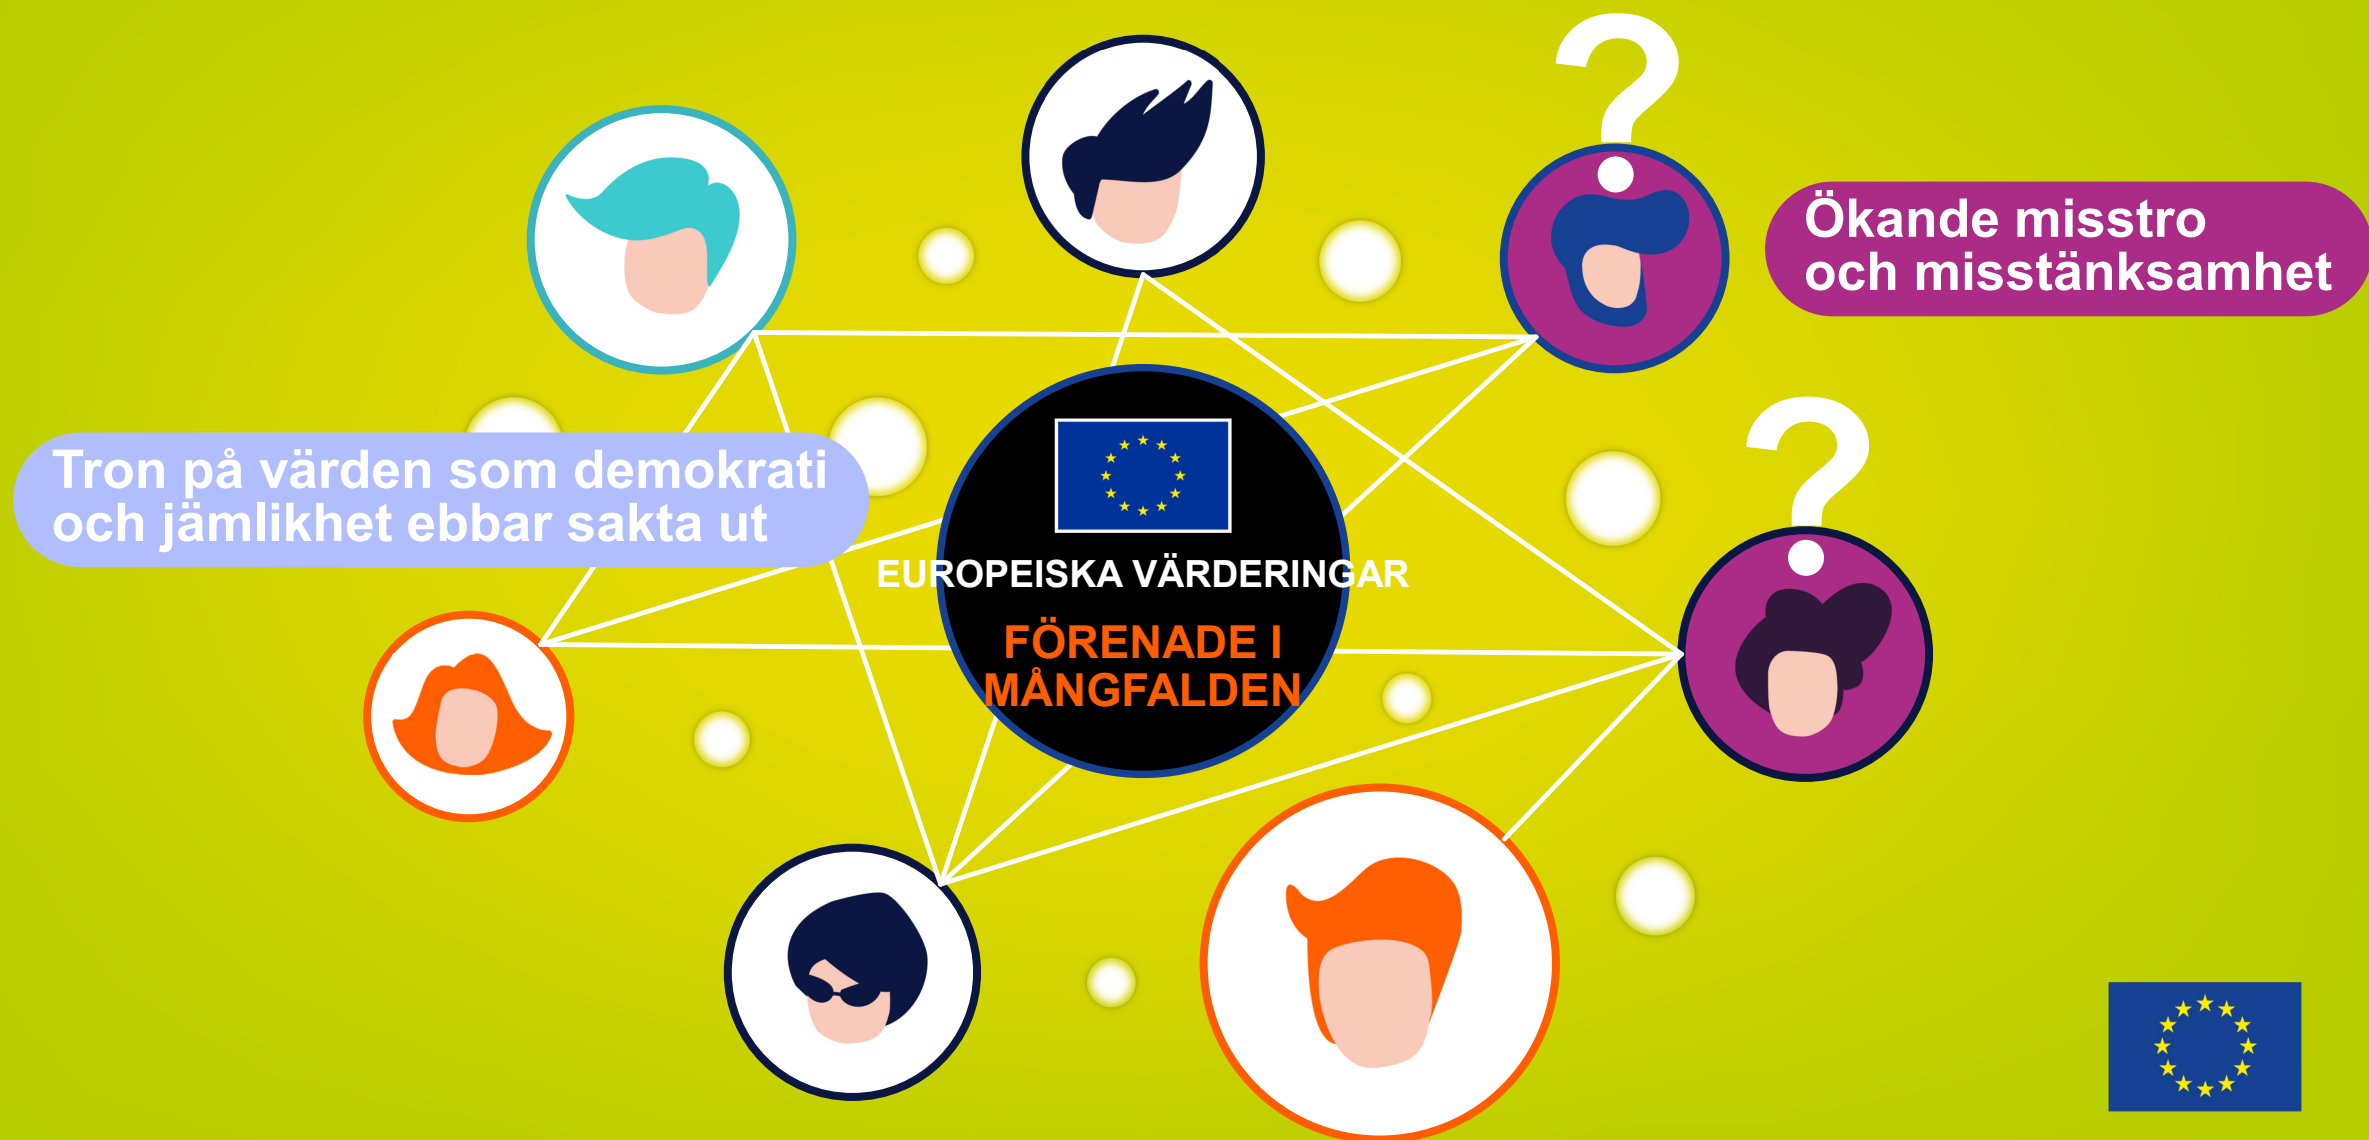 ?
Ökande misstro
och misstänksamhet
?
Tron på värden som demokrati
och jämlikhet ebbar sakta ut
EUROPEISKA VÄRDERINGAR
FÖRENADE I
MÅNGFALDEN